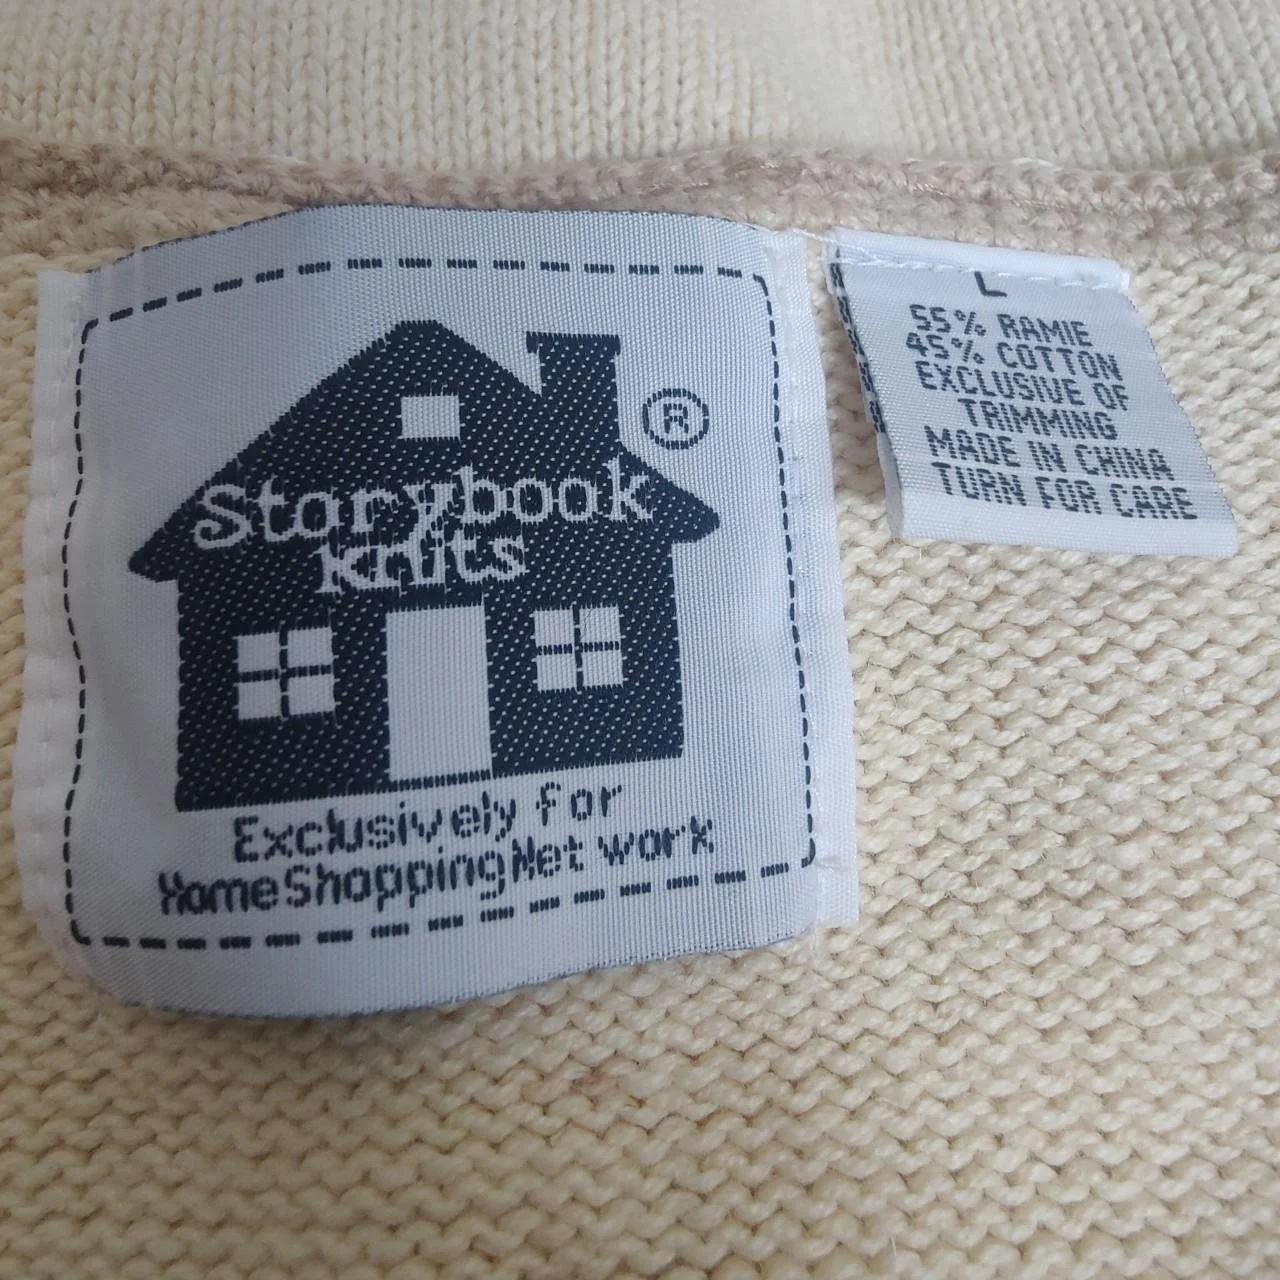 Storybook
knits
®
Exclusively for
Home Shopping Network
L
55% RAMIE
45% COTTON
EXCLUSIVE OF
TRIMMING
MADE IN CHINA
TURN FOR CARE